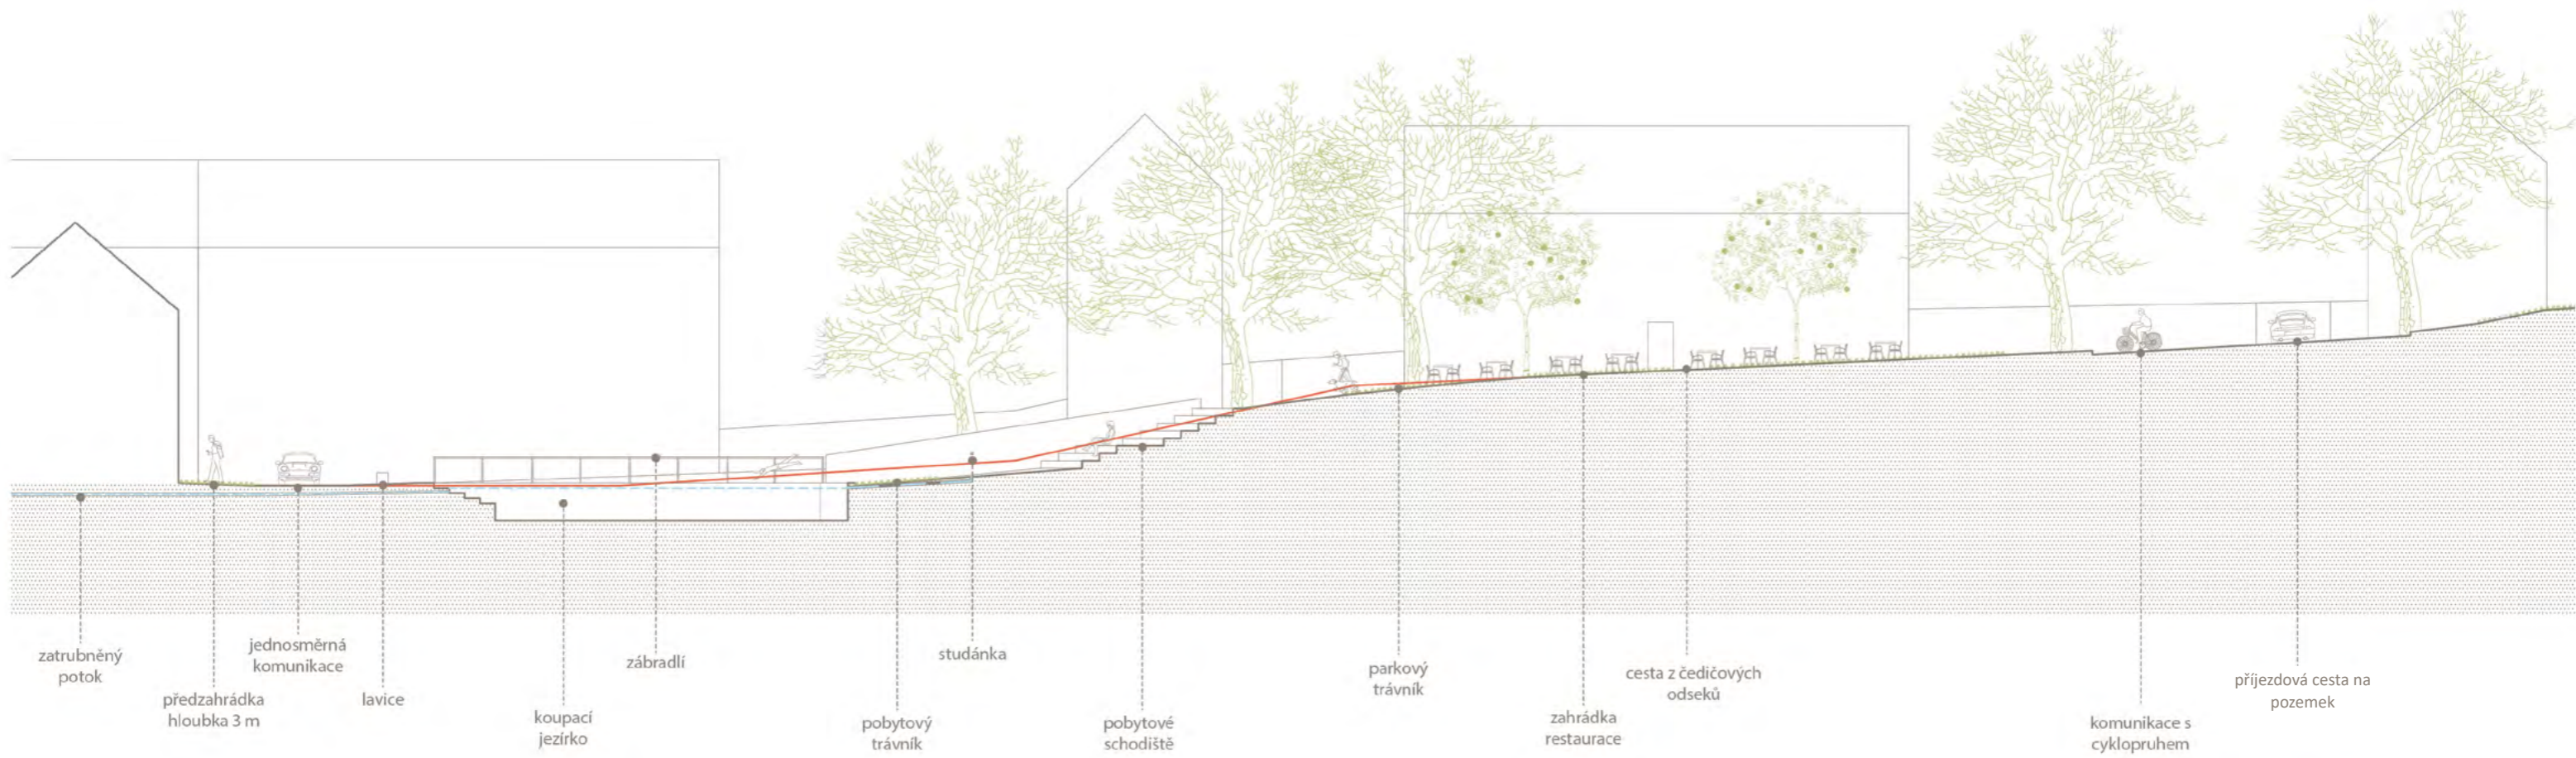 zatrubněný
potok
předzahrádka
hloubka 3 m
jednosměrná
komunikace
lavice
koupací
jezírko
zábradlí
pobytový
trávník
studánka
pobytové
schodiště
parkový
trávník
zahrádka
restaurace
cesta z čedičových
odseků
komunikace s
cyklopruhem
příjezdová cesta na
pozemek